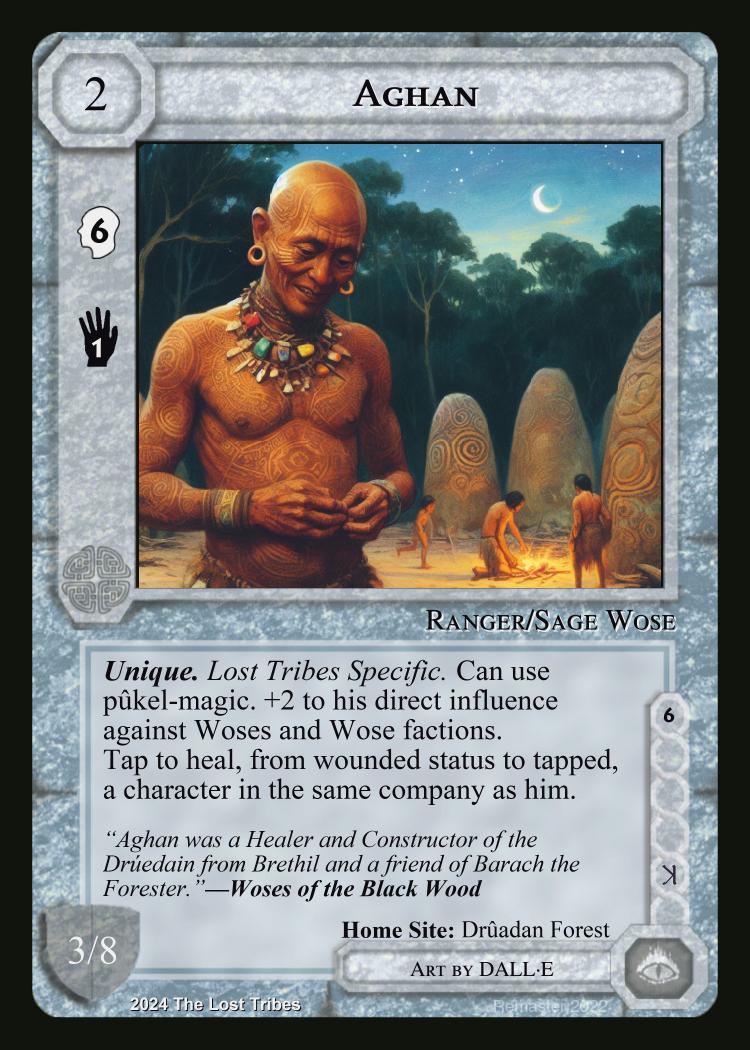 2
Aghan
6
1
Ranger/Sage Wose
Unique. Lost Tribes Specific. Can use
pûkel-magic. +2 to his direct influence
against Woses and Wose factions.
Tap to heal, from wounded status to tapped,
a character in the same company as him.
6
“Aghan was a Healer and Constructor of the
Drúedain from Brethil and a friend of Barach the
Forester.”—Woses of the Black Wood
Home Site: Drûadan Forest
3/8
Art by DALL·E
2024 The Lost Tribes
Remaster 2022